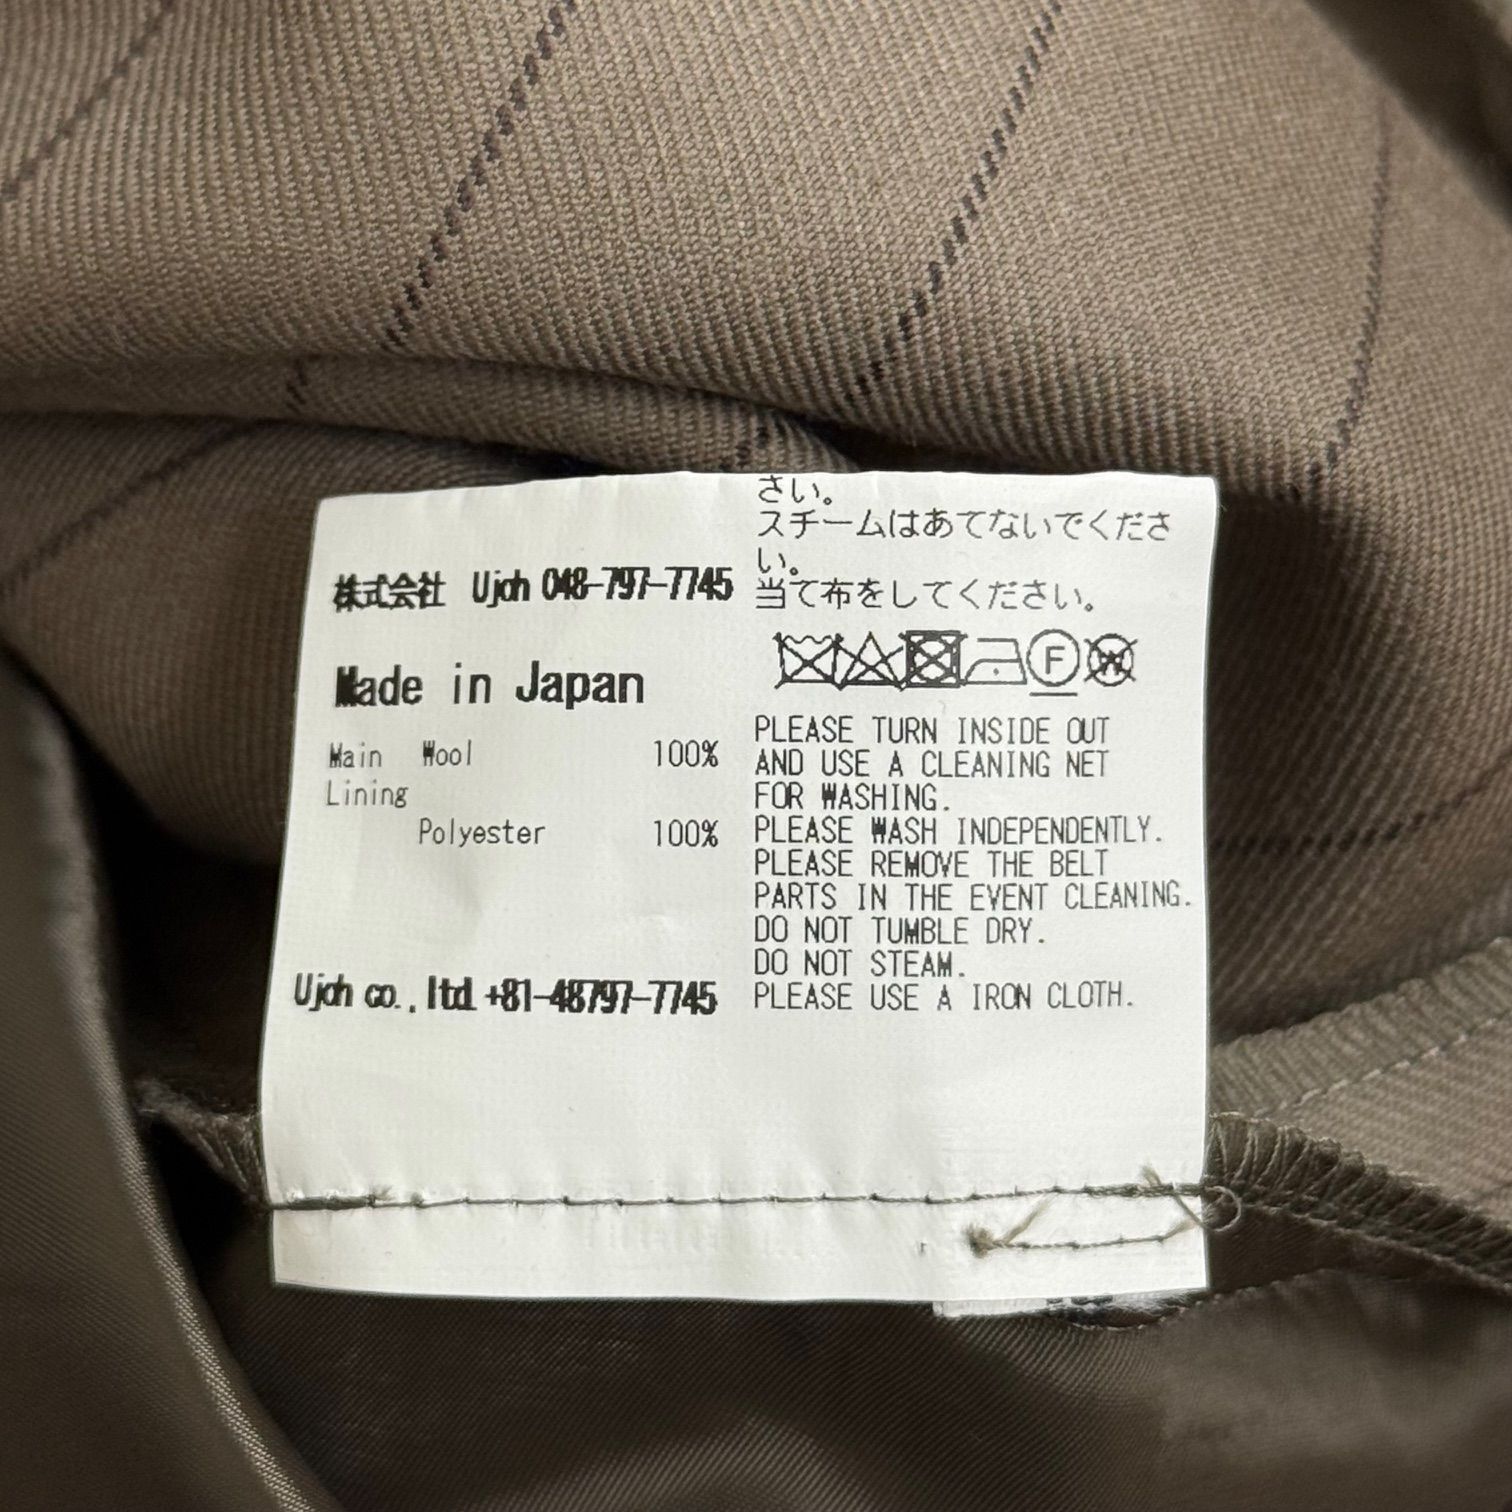 株式会社 Ujoh 048-797-7745
Made in Japan
Main Wool 100%
Lining
Polyester 100%
Ujoh co., ltd. +81-48797-7745
さい。
スチームはあてないでくださ
い。
当て布をしてください。
F W
PLEASE TURN INSIDE OUT
AND USE A CLEANING NET
FOR WASHING.
PLEASE WASH INDEPENDENTLY.
PLEASE REMOVE THE BELT
PARTS IN THE EVENT CLEANING.
DO NOT TUMBLE DRY.
DO NOT STEAM.
PLEASE USE A IRON CLOTH.